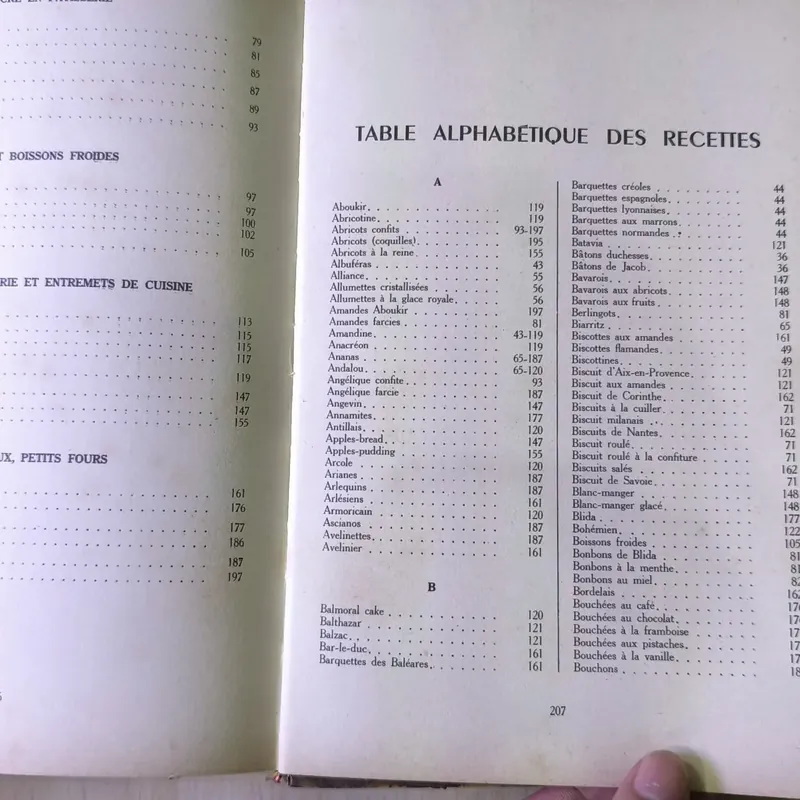 79
81
85
87
89
93
BOISSONS FROIDES
97
97
100
102
105
RIE ET ENTREMETS DE CUISINE
113
115
115
117
119
147
147
155
UX, PETITS FOURS
161
176
177
186
187
197
TABLE ALPHABÉTIQUE DES RECETTES
A
Aboukir 119
Abricotine 119
Abricots confits 93-197
Abricots (coquilles) 195
Abricots à la reine 155
Albuféras 43
Alliance 55
Allumettes cristallisées 56
Allumettes à la glace royale 56
Amandes Aboukir 197
Amandes farcies 81
Amandine 43-119
Anacréon 119
Ananas 65-187
Andalou 65-120
Angélique confite 93
Angélique farcie 187
Angevin 147
Annamites 177
Antillais 120
Apples-bread 147
Apples-pudding 155
Arcole 120
Arianes 187
Arlequins 187
Arlésiens 161
Armoricain 120
Ascianos 187
Avelinettes 187
Avelinier 161
B
Balmoral cake 120
Balthazar 121
Balzac 121
Bar-le-duc 161
Barquettes des Baléares 161
Barquettes créoles 44
Barquettes espagnoles 44
Barquettes lyonnaises 44
Barquettes aux marrons 44
Barquettes normandes 44
Batavia 121
Bâtons duchesses 36
Bâtons de Jacob 36
Bavarois 147
Bavarois aux abricots 148
Bavarois aux fruits 148
Berlingots 81
Biarritz 65
Biscottes aux amandes 161
Biscottes flamandes 49
Biscottines 49
Biscuit d'Aix-en-Provence 121
Biscuit aux amandes 121
Biscuit de Corinthe 162
Biscuits à la cuiller 71
Biscuit milanais 121
Biscuits de Nantes 162
Biscuit roulé 71
Biscuit roulé à la confiture 71
Biscuits salés 162
Biscuit de Savoie 71
Blanc-manger 148
Blanc-manger glacé 148
Blida 177
Bohémien 122
Boissons froides 105
Bonbons de Blida 81
Bonbons à la menthe 81
Bonbons au miel 82
Bordelais 162
Bouchées au café 176
Bouchées au chocolat
Bouchées à la framboise
Bouchées aux pistaches
Bouchées à la vanille
Bouchons
207